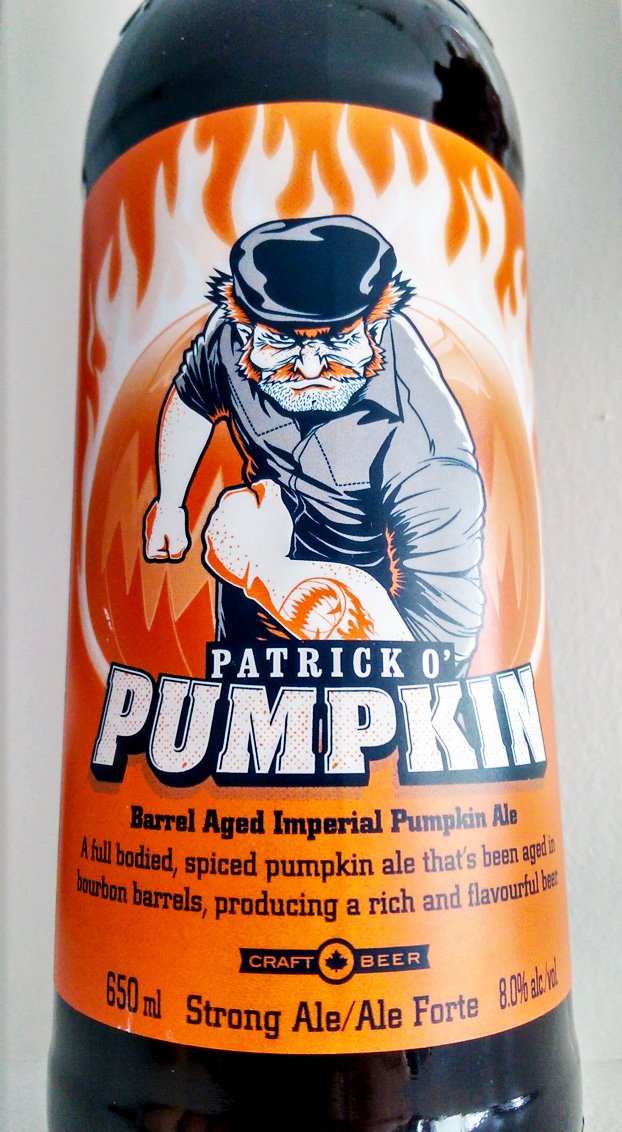 PATRICK O'
PUMPKIN
Barrel Aged Imperial Pumpkin Ale
A full bodied, spiced pumpkin ale that's been aged in
bourbon barrels, producing a rich and flavourful beer.
CRAFT BEER
650 ml Strong Ale/Ale Forte 8.0% alc./vol.